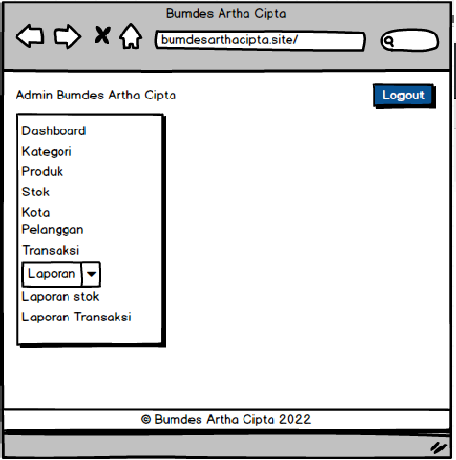 Bumdes Artha Cipta
bumdesarthacipta.site/
Admin Bumdes Artha Cipta
Logout
Dashboard
Kategori
Produk
Stok
Kota
Pelanggan
Transaksi
Laporan
Laporan stok
Laporan Transaksi
© Bumdes Artha Cipta 2022